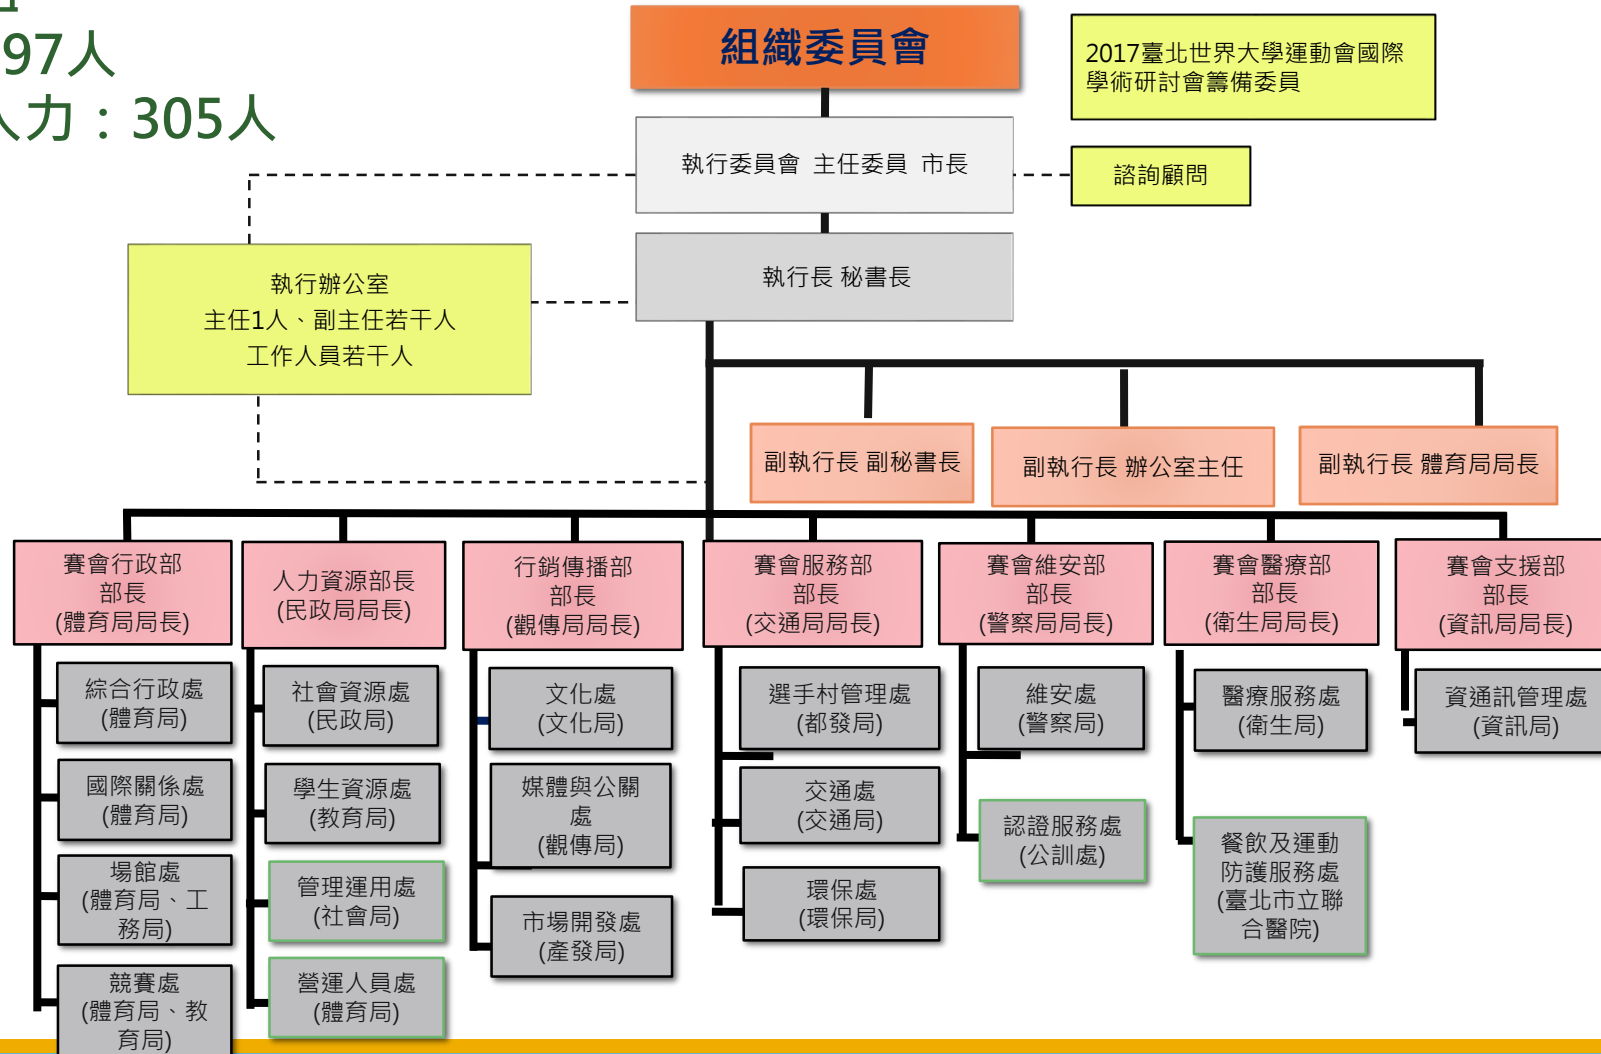 97人
人力：305人
組織委員會
2017臺北世界大學運動會國際
學術研討會籌備委員
執行委員會 主任委員 市長
諮詢顧問
執行長 秘書長
執行辦公室
主任1人、副主任若干人
工作人員若干人
副執行長 副秘書長
副執行長 辦公室主任
副執行長 體育局局長
賽會行政部
部長
(體育局局長)
人力資源部長
(民政局局長)
行銷傳播部
部長
(觀傳局局長)
賽會服務部
部長
(交通局局長)
賽會維安部
部長
(警察局局長)
賽會醫療部
部長
(衛生局局長)
賽會支援部
部長
(資訊局局長)
綜合行政處
(體育局)
國際關係處
(體育局)
場館處
(體育局、工
務局)
競賽處
(體育局、教
育局)
社會資源處
(民政局)
學生資源處
(教育局)
管理運用處
(社會局)
營運人員處
(體育局)
文化處
(文化局)
媒體與公關
處
(觀傳局)
市場開發處
(產發局)
選手村管理處
(都發局)
交通處
(交通局)
環保處
(環保局)
維安處
(警察局)
認證服務處
(公訓處)
醫療服務處
(衛生局)
餐飲及運動
防護服務處
(臺北市立聯
合醫院)
資通訊管理處
(資訊局)